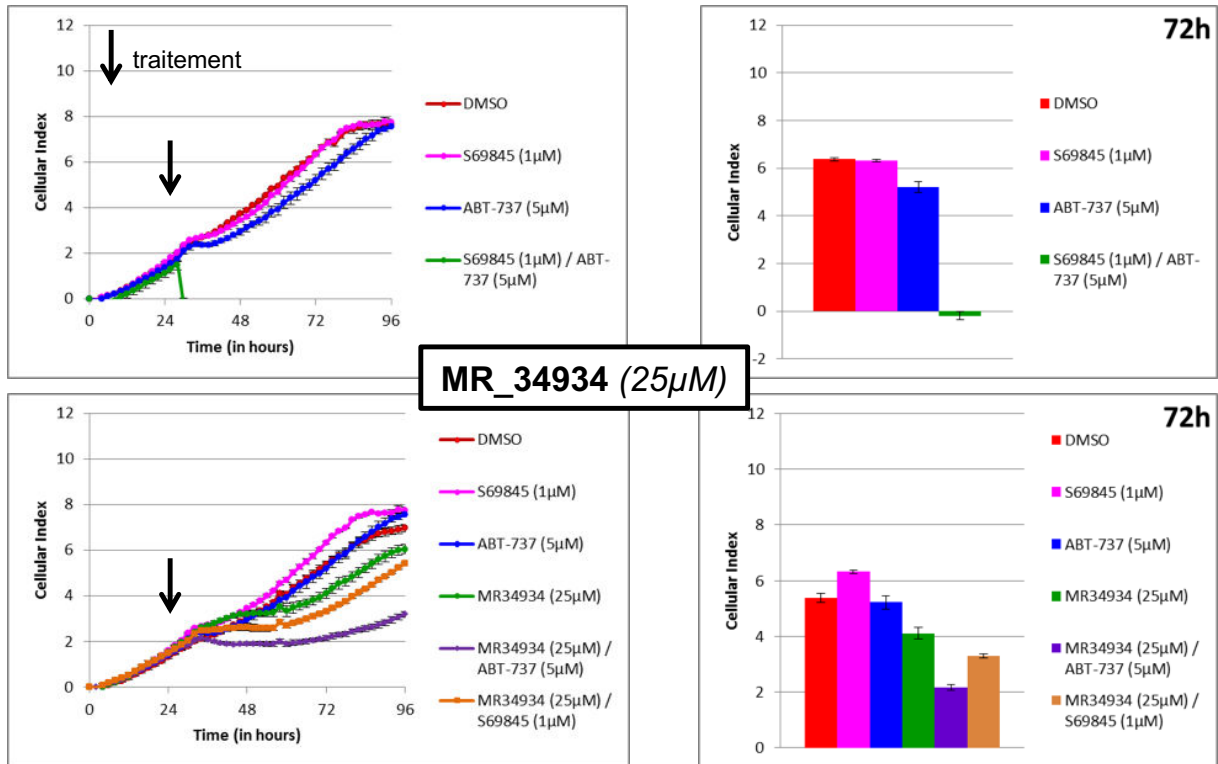 12
10
8
6
4
2
0
Cellular Index
traitement
0
24
48
72
96
Time (in hours)
DMSO
S69845 (1µM)
ABT-737 (5µM)
S69845 (1µM) / ABT-
737 (5µM)
72h
12
10
8
6
4
2
0
-2
Cellular Index
DMSO
S69845 (1µM)
ABT-737 (5µM)
S69845 (1µM) / ABT-
737 (5µM)
MR_34934 (25µM)
12
10
8
6
4
2
0
Cellular Index
0
24
48
72
96
Time (in hours)
DMSO
S69845 (1µM)
ABT-737 (5µM)
MR34934 (25µM)
MR34934 (25µM) /
ABT-737 (5µM)
MR34934 (25µM) /
S69845 (1µM)
72h
12
10
8
6
4
2
0
Cellular Index
DMSO
S69845 (1µM)
ABT-737 (5µM)
MR34934 (25µM)
MR34934 (25µM) /
ABT-737 (5µM)
MR34934 (25µM) /
S69845 (1µM)